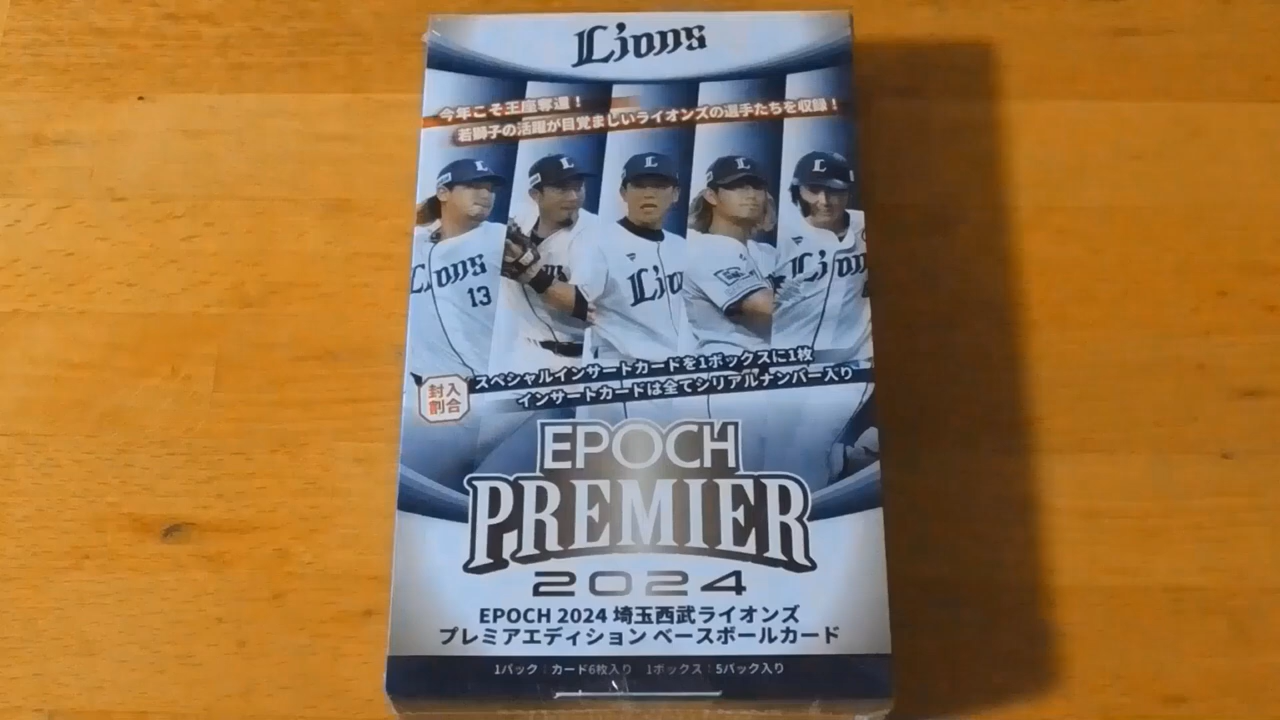 Lions
今年こそ王座奪還!
若獅子の活躍が目覚ましいライオンズの選手たちを収録!
Lions
13
Lio
Lion
封入
割合
スペシャルインサートカードを1ボックスに1枚
インサートカードは全てシリアルナンバー入り
EPOCH
PREMIER
2024
EPOCH 2024 埼玉西武ライオンズ
プレミアエディション ベースボールカード
1パック:カード6枚入り 1ボックス:5パック入り